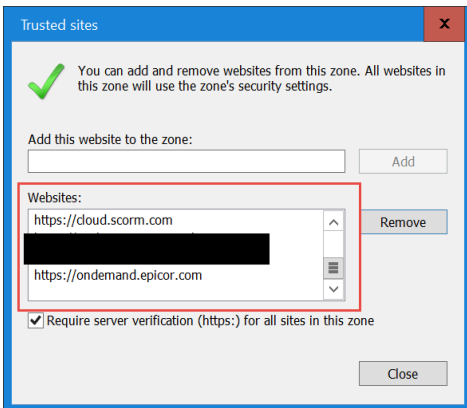 Trusted sites
x
You can add and remove websites from this zone. All websites in
this zone will use the zone's security settings.
Add this website to the zone:
Add
Websites:
https://cloud.scorm.com
Remove
https://ondemand.epicor.com
Require server verification (https:) for all sites in this zone
Close